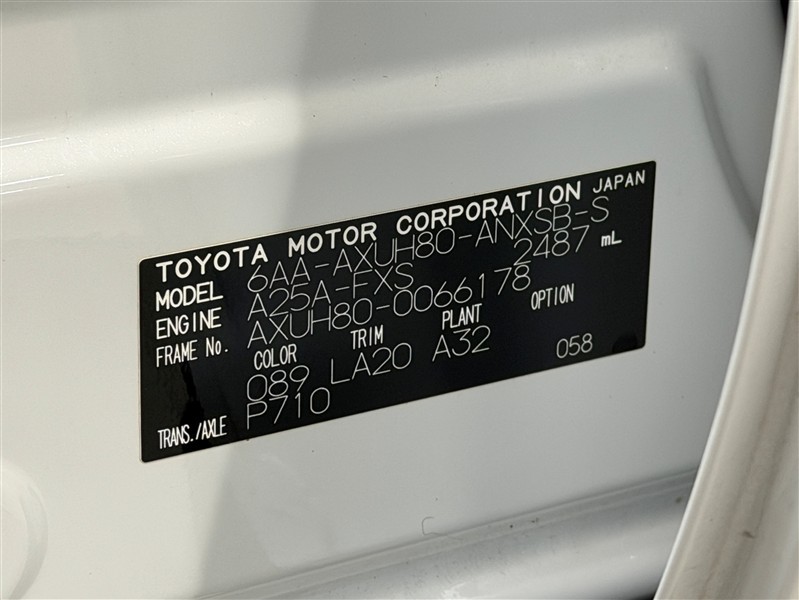 TOYOTA MOTOR CORPORATION JAPAN
MODEL 6AA-AXUH80-ANXSB-S
ENGINE A25A-FXS 2487 mL
FRAME No. AXUH80-0066178
COLOR TRIM PLANT OPTION
089 LA20 A32 058
TRANS./AXLE P710